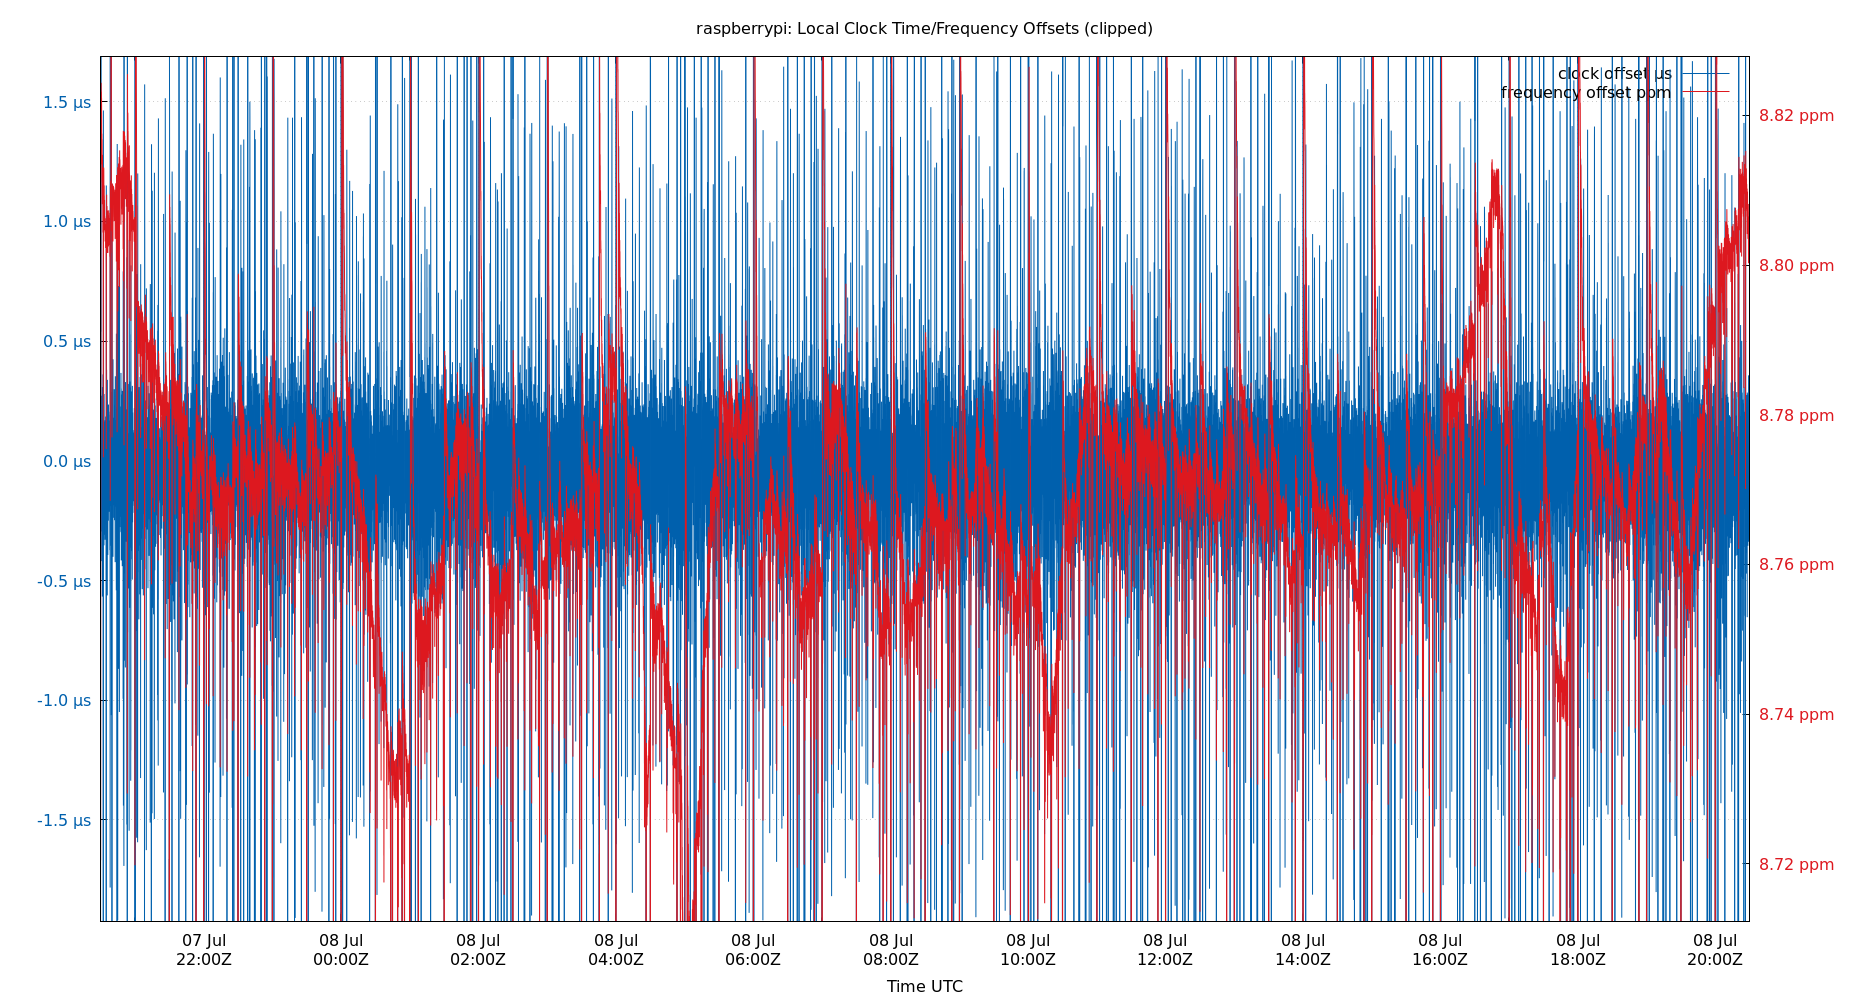 raspberrypi: Local Clock Time/Frequency Offsets (clipped)
clock offset µs
frequency offset ppm
1.5 µs
1.0 µs
0.5 µs
0.0 µs
-0.5 µs
-1.0 µs
-1.5 µs
8.82 ppm
8.80 ppm
8.78 ppm
8.76 ppm
8.74 ppm
8.72 ppm
07 Jul
22:00Z
08 Jul
00:00Z
08 Jul
02:00Z
08 Jul
04:00Z
08 Jul
06:00Z
08 Jul
08:00Z
08 Jul
10:00Z
08 Jul
12:00Z
08 Jul
14:00Z
08 Jul
16:00Z
08 Jul
18:00Z
08 Jul
20:00Z
Time UTC